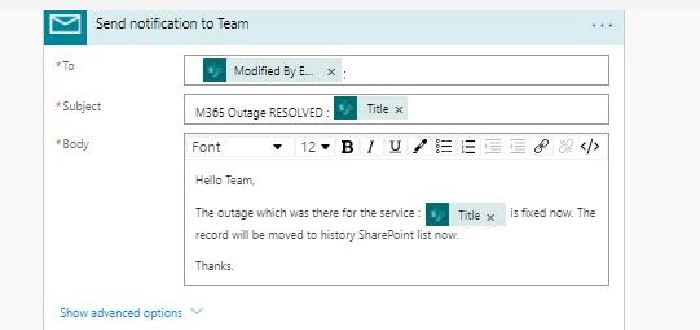 Send notification to Team ...
* To Modified By E... × ;
* Subject M365 Outage RESOLVED : Title ×
* Body Font 12 B I U </>
Hello Team,
The outage which was there for the service : Title × is fixed now. The
record will be moved to history SharePoint list now.
Thanks.
Show advanced options